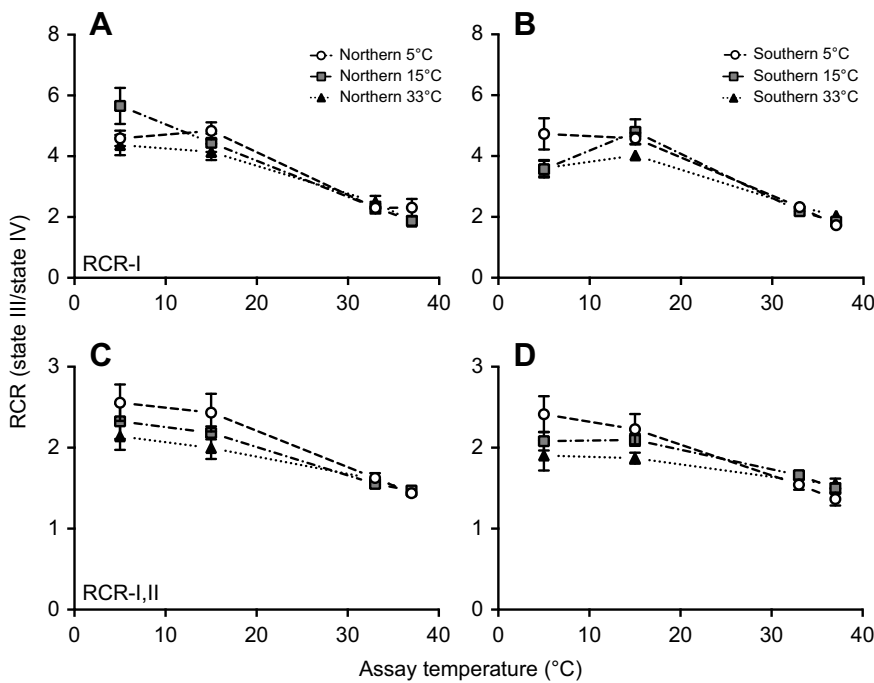 A
8
6
4
2
0
0
10
20
30
40
Northern 5°C
Northern 15°C
Northern 33°C
RCR-I
B
8
6
4
2
0
0
10
20
30
40
Southern 5°C
Southern 15°C
Southern 33°C
RCR (state III/state IV)
C
3
2
1
0
0
10
20
30
40
RCR-I,II
D
3
2
1
0
0
10
20
30
40
Assay temperature (°C)